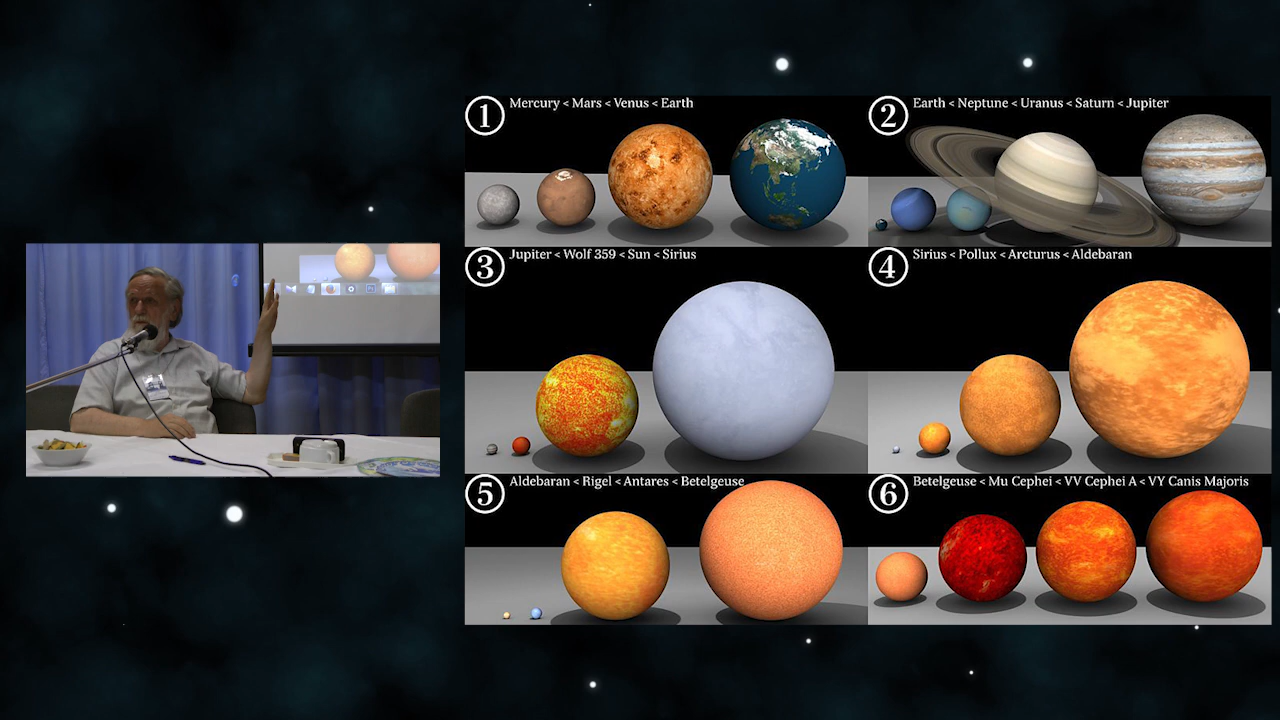 1 Mercury < Mars < Venus < Earth
2 Earth < Neptune < Uranus < Saturn < Jupiter
3 Jupiter < Wolf 359 < Sun < Sirius
4 Sirius < Pollux < Arcturus < Aldebaran
5 Aldebaran < Rigel < Antares < Betelgeuse
6 Betelgeuse < Mu Cephei < VV Cephei A < VY Canis Majoris